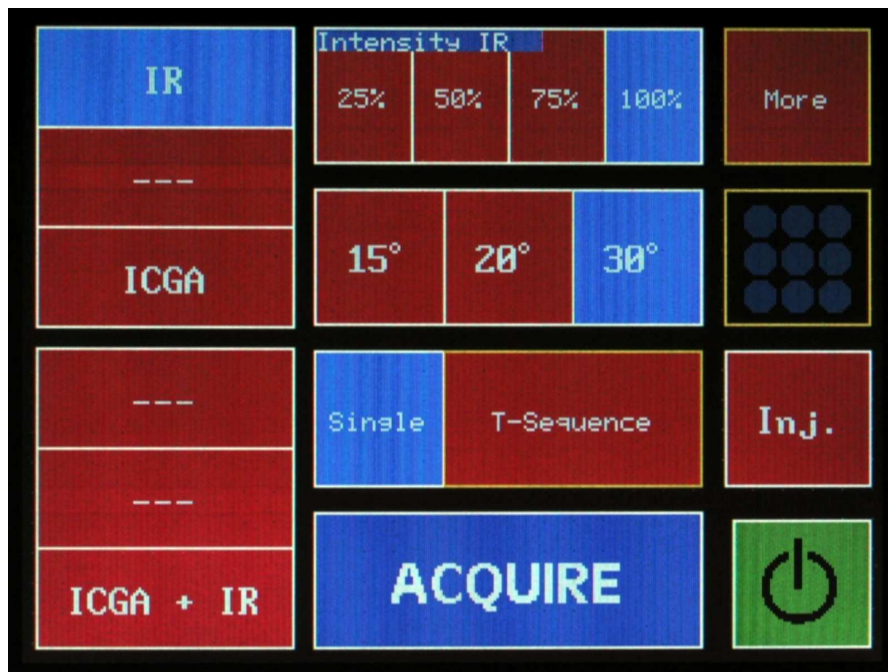 IR
---
ICGA
---
---
ICGA + IR
Intensity IR
25% 50% 75% 100%
15° 20° 30°
Single T-Sequence
ACQUIRE
More
Inj.